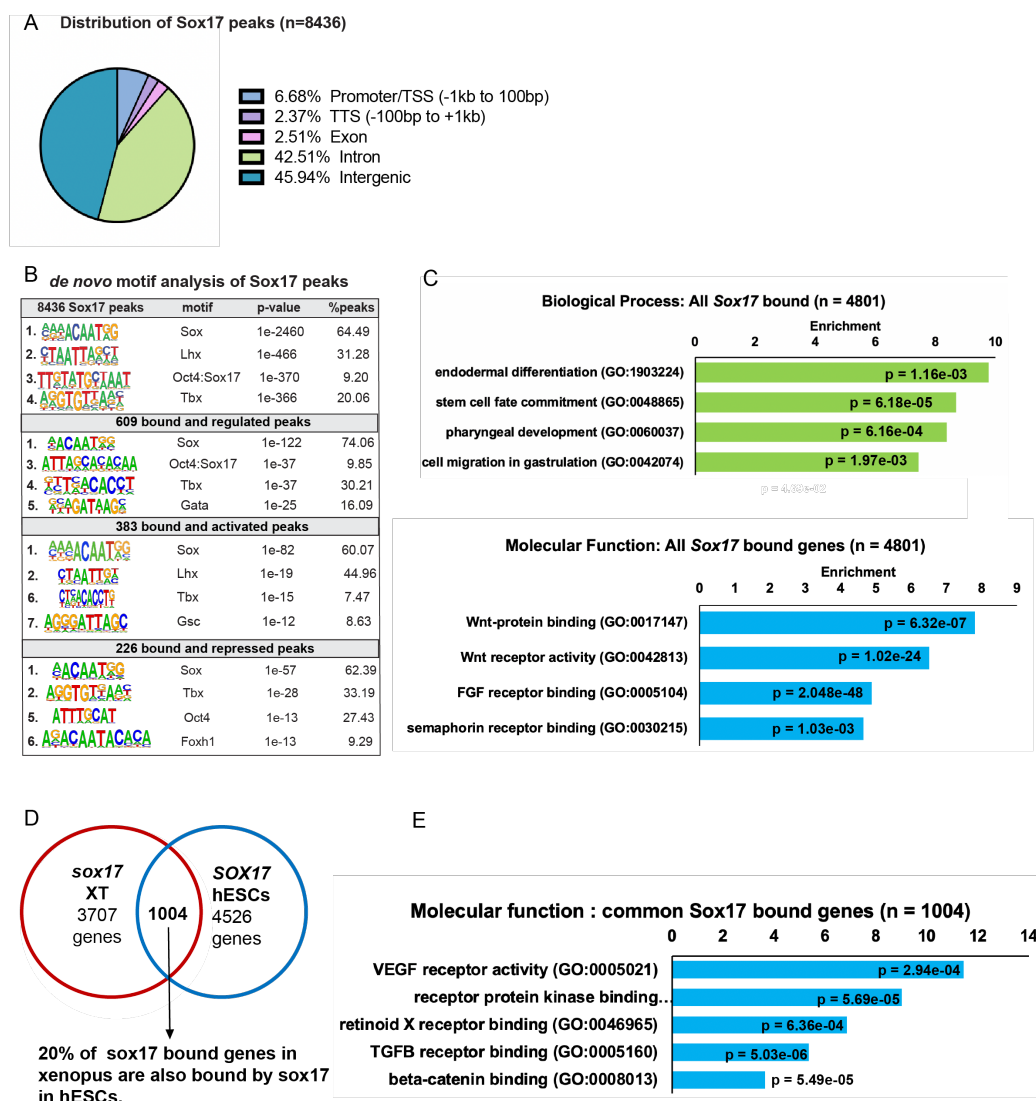 A Distribution of Sox17 peaks (n=8436)
6.68% Promoter/TSS (-1kb to 100bp)
2.37% TTS (-100bp to +1kb)
2.51% Exon
42.51% Intron
45.94% Intergenic
B de novo motif analysis of Sox17 peaks
8436 Sox17 peaks motif p-value %peaks
1. ACAAT Sox 1e-2460 64.49
2. CTAATTA Lhx 1e-466 31.28
3. TTGTATGCTAAAT Oct4:Sox17 1e-370 9.20
4. AGGTGT Tbx 1e-366 20.06
609 bound and regulated peaks
1. ACAAT Sox 1e-122 74.06
3. ATTAGCACACAA Oct4:Sox17 1e-37 9.85
4. CACCT Tbx 1e-37 30.21
5. AGATAAG Gata 1e-25 16.09
383 bound and activated peaks
1. ACAAT Sox 1e-82 60.07
2. CTAATTG Lhx 1e-19 44.96
6. CACACCT Tbx 1e-15 7.47
7. AGGGATTAGC Gsc 1e-12 8.63
226 bound and repressed peaks
1. ACAAT Sox 1e-57 62.39
2. AGGTGT Tbx 1e-28 33.19
5. ATTTGCAT Oct4 1e-13 27.43
6. ACAATACACA Foxh1 1e-13 9.29
C
Biological Process: All Sox17 bound (n = 4801)
Enrichment
0 2 4 6 8 10
endodermal differentiation (GO:1903224) p = 1.16e-03
stem cell fate commitment (GO:0048865) p = 6.18e-05
pharyngeal development (GO:0060037) p = 6.16e-04
cell migration in gastrulation (GO:0042074) p = 1.97e-03
Molecular Function: All Sox17 bound genes (n = 4801)
Enrichment
0 1 2 3 4 5 6 7 8 9
Wnt-protein binding (GO:0017147) p = 6.32e-07
Wnt receptor activity (GO:0042813) p = 1.02e-24
FGF receptor binding (GO:0005104) p = 2.048e-48
semaphorin receptor binding (GO:0030215) p = 1.03e-03
D
sox17
XT
3707
genes
1004
SOX17
hESCs
4526
genes
20% of sox17 bound genes in
xenopus are also bound by sox17
in hESCs.
E
Molecular function : common Sox17 bound genes (n = 1004)
0 2 4 6 8 10 12 14
VEGF receptor activity (GO:0005021) p = 2.94e-04
receptor protein kinase binding... p = 5.69e-05
retinoid X receptor binding (GO:0046965) p = 6.36e-04
TGFB receptor binding (GO:0005160) p = 5.03e-06
beta-catenin binding (GO:0008013) p = 5.49e-05